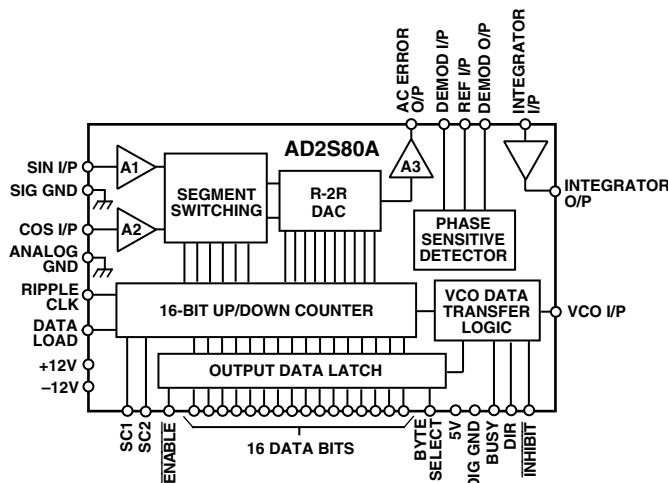 AC ERROR
O/P
DEMOD I/P
REF I/P
DEMOD O/P
INTEGRATOR
I/P
AD2S80A
SIN I/P
A1
SIG GND
SEGMENT
SWITCHING
R-2R
DAC
A3
INTEGRATOR
O/P
COS I/P
A2
PHASE
SENSITIVE
DETECTOR
ANALOG
GND
RIPPLE
CLK
16-BIT UP/DOWN COUNTER
VCO DATA
TRANSFER
LOGIC
VCO I/P
DATA
LOAD
OUTPUT DATA LATCH
+12V
–12V
SC1
SC2
ENABLE
16 DATA BITS
BYTE
SELECT
5V
DIG GND
BUSY
DIR
INHIBIT